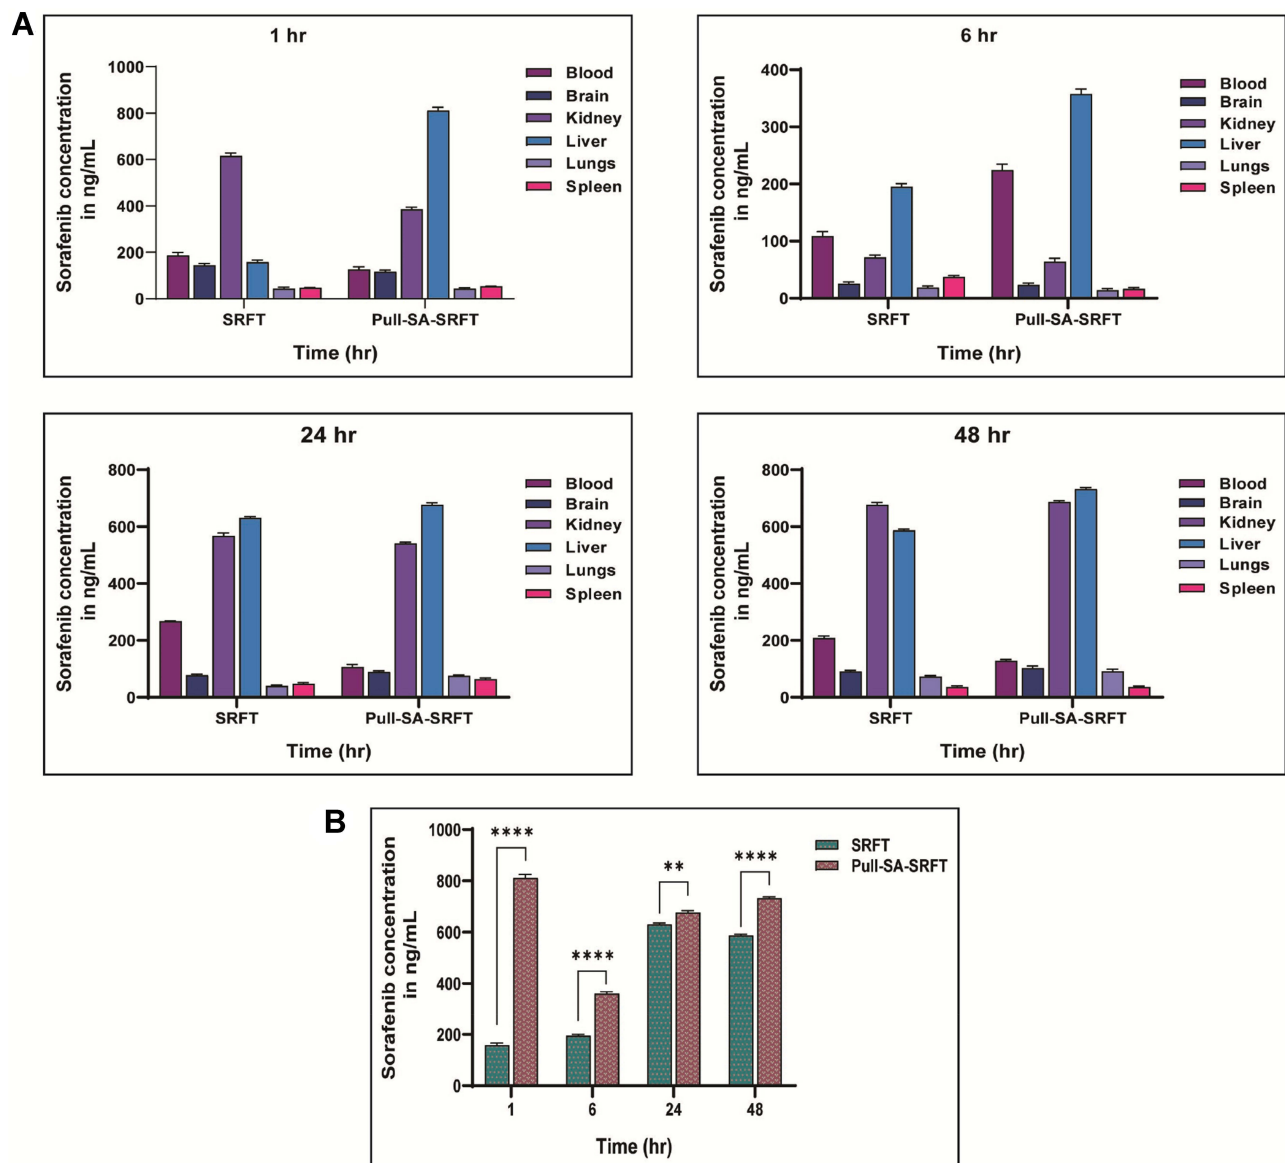 A
1 hr
Sorafenib concentration
in ng/mL
1000
800
600
400
200
0
SRFT
Pull-SA-SRFT
Time (hr)
Blood
Brain
Kidney
Liver
Lungs
Spleen
6 hr
Sorafenib concentration
in ng/mL
400
300
200
100
0
SRFT
Pull-SA-SRFT
Time (hr)
Blood
Brain
Kidney
Liver
Lungs
Spleen
24 hr
Sorafenib concentration
in ng/mL
800
600
400
200
0
SRFT
Pull-SA-SRFT
Time (hr)
Blood
Brain
Kidney
Liver
Lungs
Spleen
48 hr
Sorafenib concentration
in ng/mL
800
600
400
200
0
SRFT
Pull-SA-SRFT
Time (hr)
Blood
Brain
Kidney
Liver
Lungs
Spleen
B
Sorafenib concentration
in ng/mL
1000
800
600
400
200
0
****
****
**
****
1 6 24 48
Time (hr)
SRFT
Pull-SA-SRFT